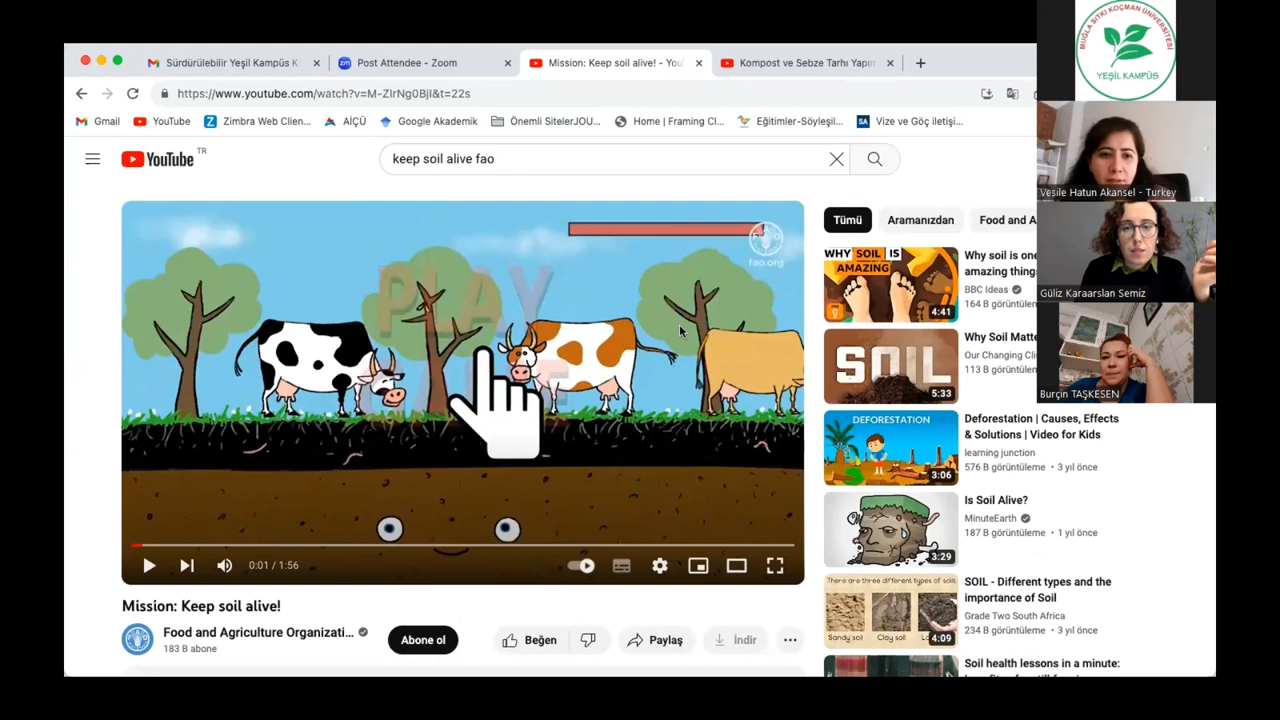 Sürdürülebilir Yeşil Kampüs K
Post Attendee - Zoom
Mission: Keep soil alive! - You
Kompost ve Sebze Tarhı Yapın
https://www.youtube.com/watch?v=M-ZIrNg0BjI&t=22s
Gmail
YouTube
Zimbra Web Clien...
AİÇÜ
Google Akademik
Önemli SitelerJOU...
Home | Framing Cl...
Eğitimler-Söyleşil...
Vize ve Göç iletişi...
YouTube TR
keep soil alive fao
PLAY
fao.org
0:01 / 1:56
Mission: Keep soil alive!
Food and Agriculture Organizati...
183 B abone
Abone ol
Beğen
Paylaş
İndir
Tümü
Aramanızdan
Food and A
WHY SOIL IS
AMAZING
4:41
Why soil is one
amazing thing
BBC Ideas
164 B görüntülem
SOIL
5:33
Why Soil Matte
Our Changing Cli
113 B görüntülem
DEFORESTATION
3:06
Deforestation | Causes, Effects
& Solutions | Video for Kids
learning junction
576 B görüntüleme • 3 yıl önce
3:29
Is Soil Alive?
MinuteEarth
187 B görüntüleme • 1 yıl önce
There are three different types of soils
Sandy soil
Clay soil
4:09
SOIL - Different types and the
importance of Soil
Grade Two South Africa
234 B görüntüleme • 3 yıl önce
Soil health lessons in a minute:
MUĞLA SITKI KOÇMAN ÜNİVERSİTESİ
YEŞİL KAMPÜS
Vesile Hatun Akansel - Turkey
Güliz Karaarslan Semiz
Burçin TAŞKESEN